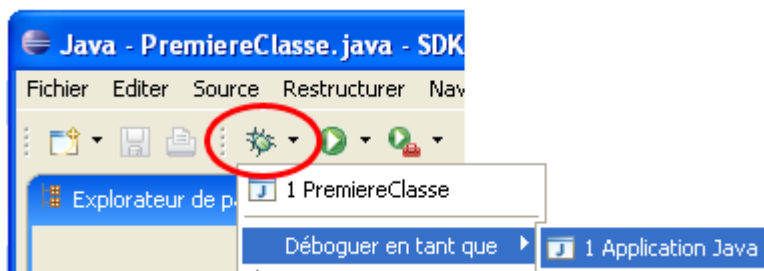 Java - PremiereClasse.java - SDK
Fichier Editer Source Restructurer Nav
Explorateur de
1 PremiereClasse
Déboguer en tant que
1 Application Java